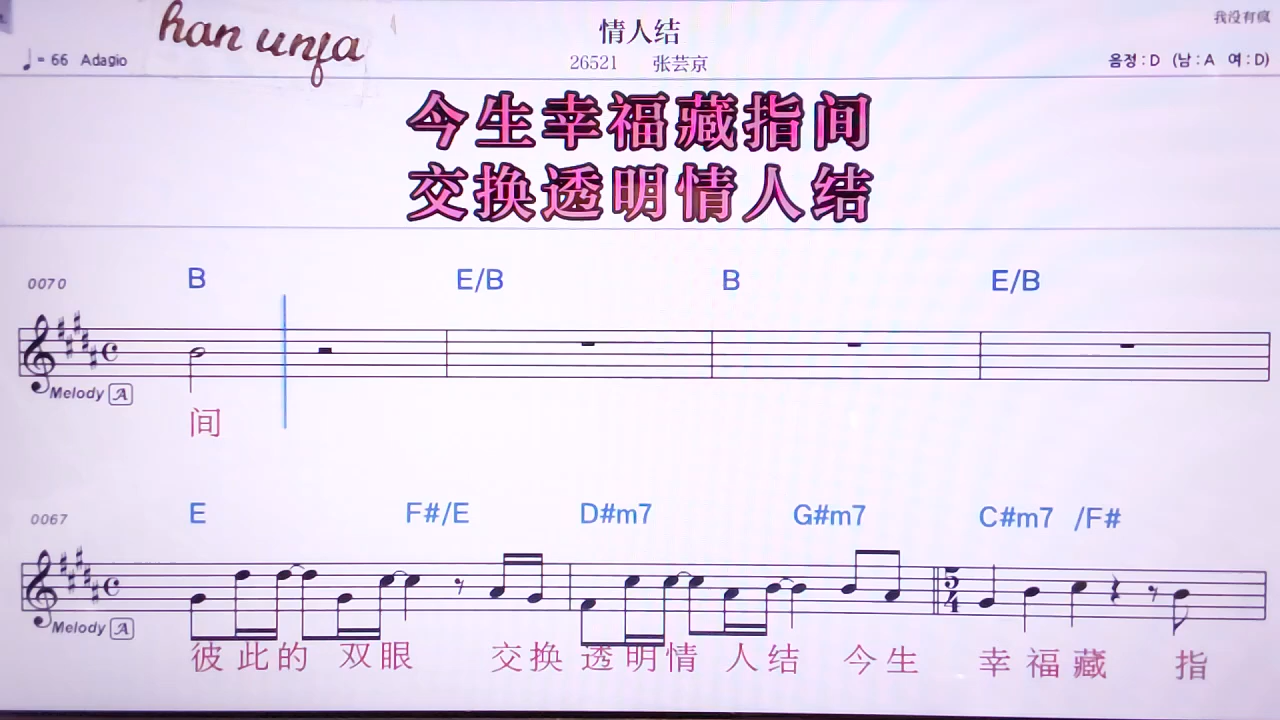 han unja
情人结
我没有疯
♩= 66 Adagio
26521 张芸京
음정 : D (남 : A 여 : D)
今生幸福藏指间
交换透明情人结
0070
B E/B B E/B
Melody A
间
0067
E F#/E D#m7 G#m7 C#m7 /F#
5
4
Melody A
彼此的 双眼 交换 透明情 人结 今生 幸福藏 指